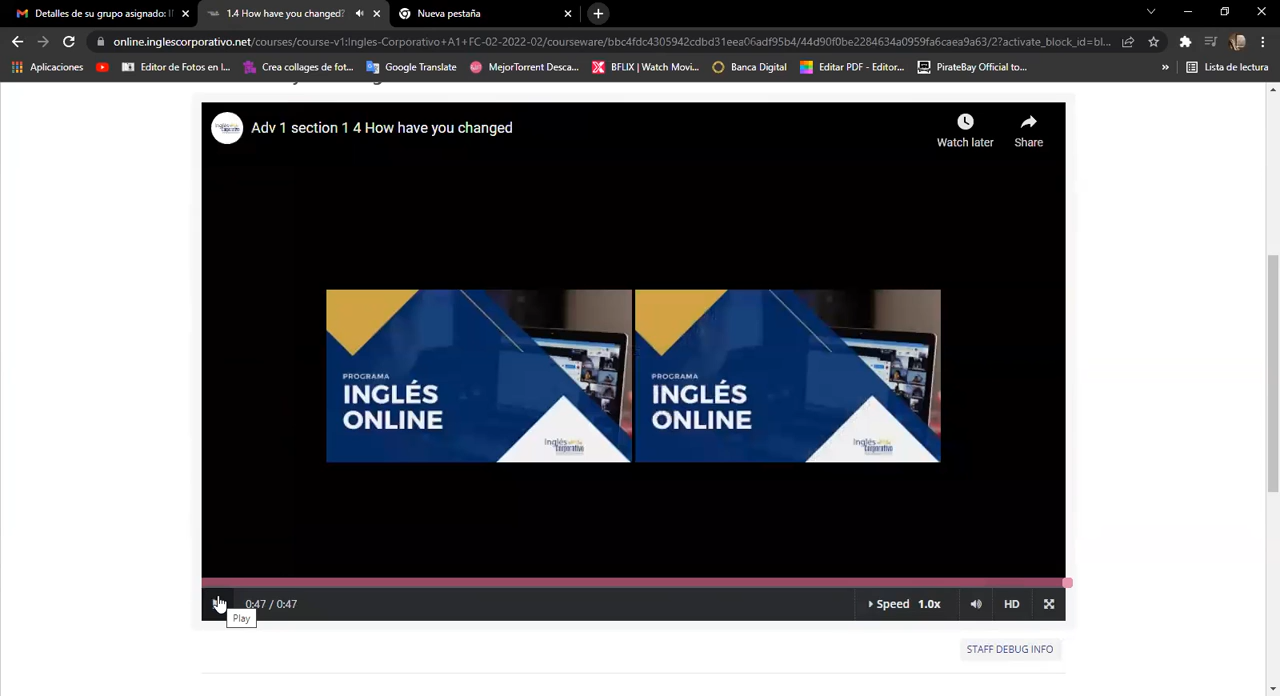 Detalles de su grupo asignado: I
1.4 How have you changed?
Nueva pestaña
online.inglescorporativo.net/courses/course-v1:Ingles-Corporativo+A1+FC-02-2022-02/courseware/bbc4fdc4305942cdbd31eea06adf95b4/44d90f0be2284634a0959fa6caea9a63/2?activate_block_id=bl...
Aplicaciones
Editor de Fotos en l...
Crea collages de fot...
Google Translate
MejorTorrent Desca...
BFLIX | Watch Movi...
Banca Digital
Editar PDF - Editor...
PirateBay Official to...
»
Lista de lectura
Adv 1 section 1 4 How have you changed
Watch later
Share
PROGRAMA
INGLÉS
ONLINE
Inglés
Corporativo
PROGRAMA
INGLÉS
ONLINE
Inglés
Corporativo
0:47 / 0:47
Speed 1.0x
HD
Play
STAFF DEBUG INFO